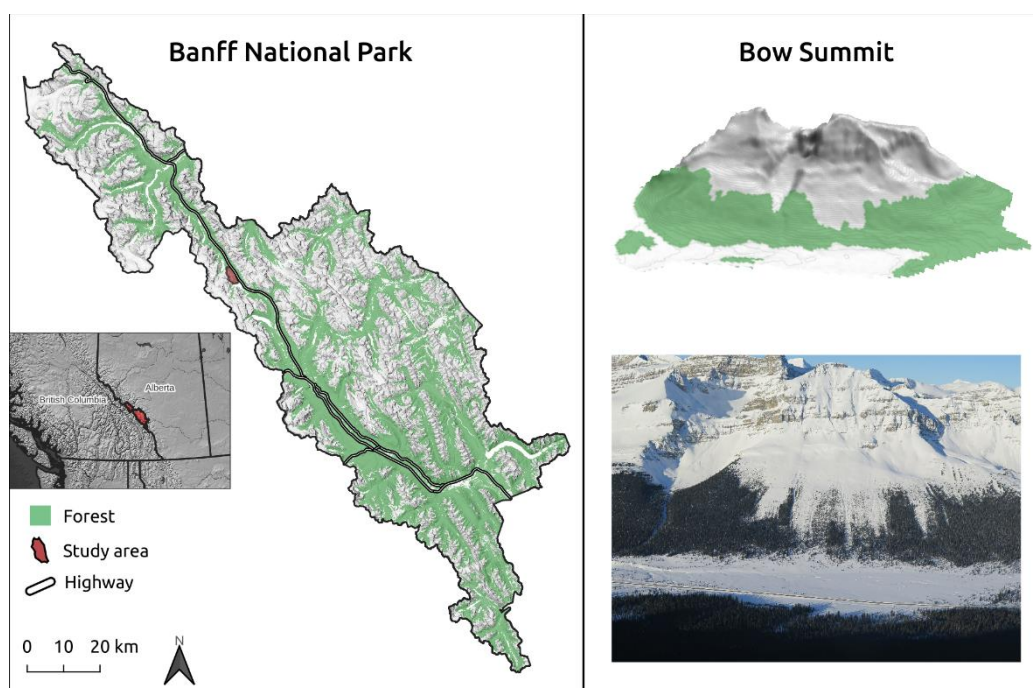 Banff National Park
Bow Summit
Alberta
British Columbia
Forest
Study area
Highway
0 10 20 km
N